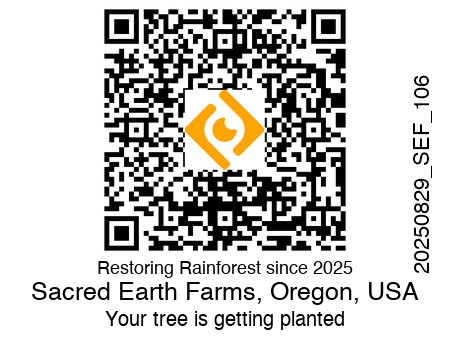 Restoring Rainforest since 2025
Sacred Earth Farms, Oregon, USA
Your tree is getting planted
20250829_SEF_106